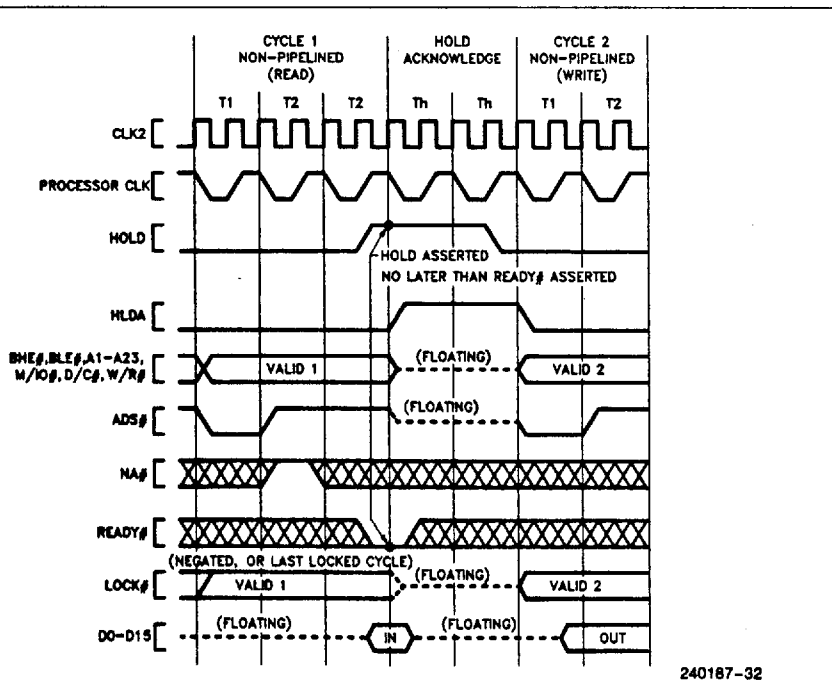 CYCLE 1 HOLD CYCLE 2
NON-PIPELINED ACKNOWLEDGE NON-PIPELINED
(READ) (WRITE)
T1 T2 T2 Th Th T1 T2
CLK2
PROCESSOR CLK
HOLD
HOLD ASSERTED
NO LATER THAN READY# ASSERTED
HLDA
BHE#,BLE#,A1-A23,
M/IO#,D/C#,W/R#
VALID 1 (FLOATING) VALID 2
ADS# (FLOATING)
NA#
READY#
(NEGATED, OR LAST LOCKED CYCLE)
LOCK# VALID 1 (FLOATING) VALID 2
D0-D15 (FLOATING) IN (FLOATING) OUT
240187-32